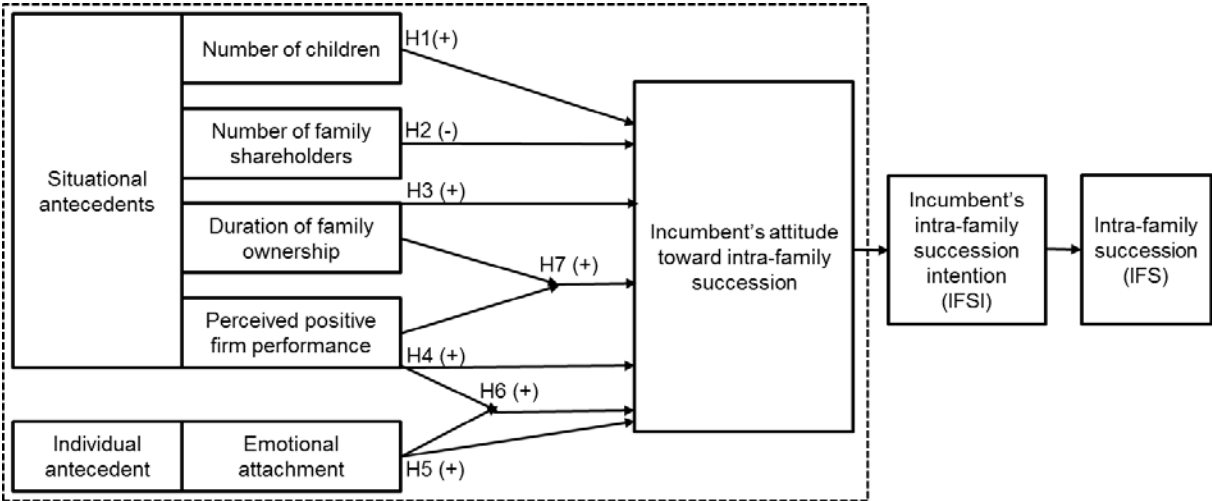 Situational
antecedents
Number of children
Number of family
shareholders
Duration of family
ownership
Perceived positive
firm performance
Individual
antecedent
Emotional
attachment
H1(+)
H2 (-)
H3 (+)
H7 (+)
H4 (+)
H6 (+)
H5 (+)
Incumbent's attitude
toward intra-family
succession
Incumbent's
intra-family
succession
intention
(IFSI)
Intra-family
succession
(IFS)